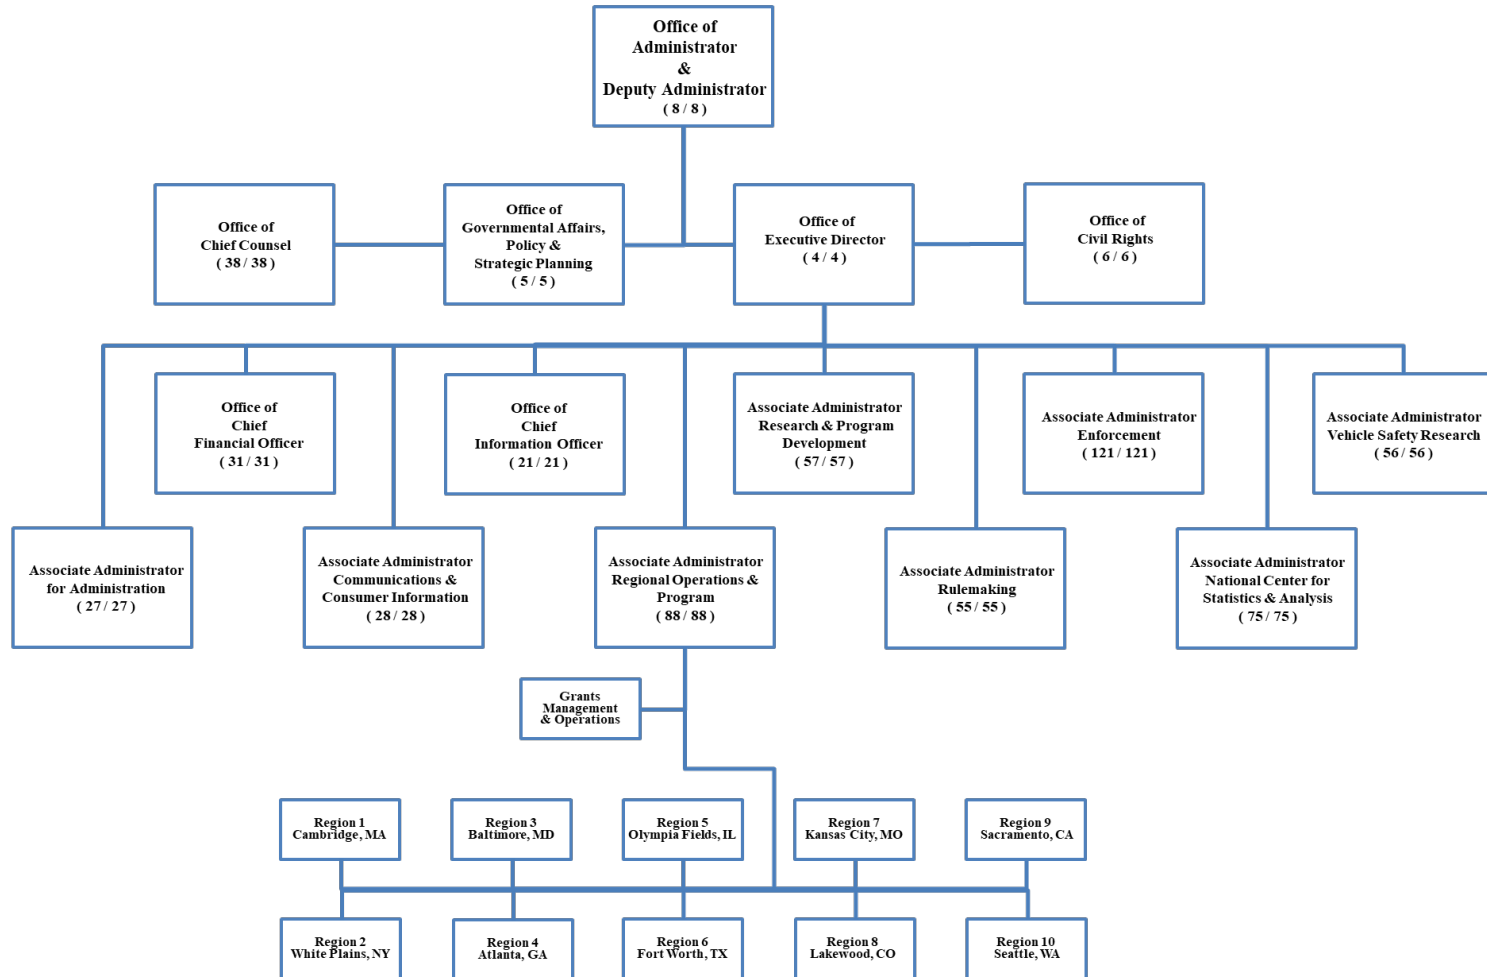 Office of
Administrator
&
Deputy Administrator
( 8 / 8 )
Office of
Chief Counsel
( 38 / 38 )
Office of
Governmental Affairs,
Policy &
Strategic Planning
( 5 / 5 )
Office of
Executive Director
( 4 / 4 )
Office of
Civil Rights
( 6 / 6 )
Office of
Chief
Financial Officer
( 31 / 31 )
Office of
Chief
Information Officer
( 21 / 21 )
Associate Administrator
Research & Program
Development
( 57 / 57 )
Associate Administrator
Enforcement
( 121 / 121 )
Associate Administrator
Vehicle Safety Research
( 56 / 56 )
Associate Administrator
for Administration
( 27 / 27 )
Associate Administrator
Communications &
Consumer Information
( 28 / 28 )
Associate Administrator
Regional Operations &
Program
( 88 / 88 )
Associate Administrator
Rulemaking
( 55 / 55 )
Associate Administrator
National Center for
Statistics & Analysis
( 75 / 75 )
Grants
Management
& Operations
Region 1
Cambridge, MA
Region 3
Baltimore, MD
Region 5
Olympia Fields, IL
Region 7
Kansas City, MO
Region 9
Sacramento, CA
Region 2
White Plains, NY
Region 4
Atlanta, GA
Region 6
Fort Worth, TX
Region 8
Lakewood, CO
Region 10
Seattle, WA